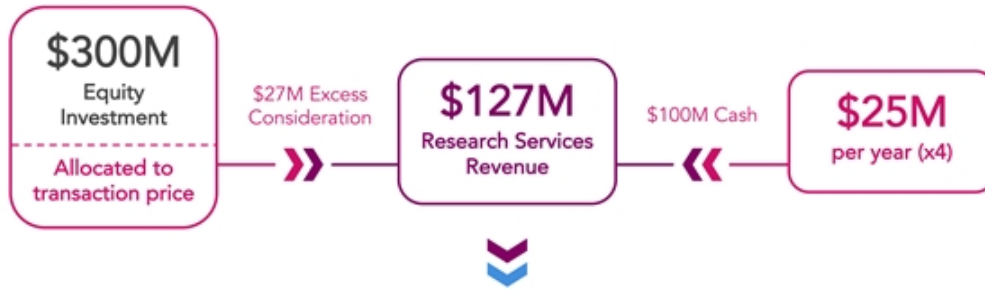 $300M
Equity
Investment
Allocated to
transaction price
$27M Excess
Consideration
$127M
Research Services
Revenue
$100M Cash
$25M
per year (x4)